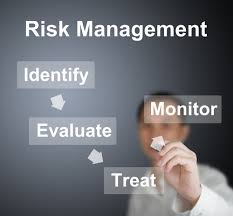 Risk Management
Identify
Evaluate
Treat
Monitor